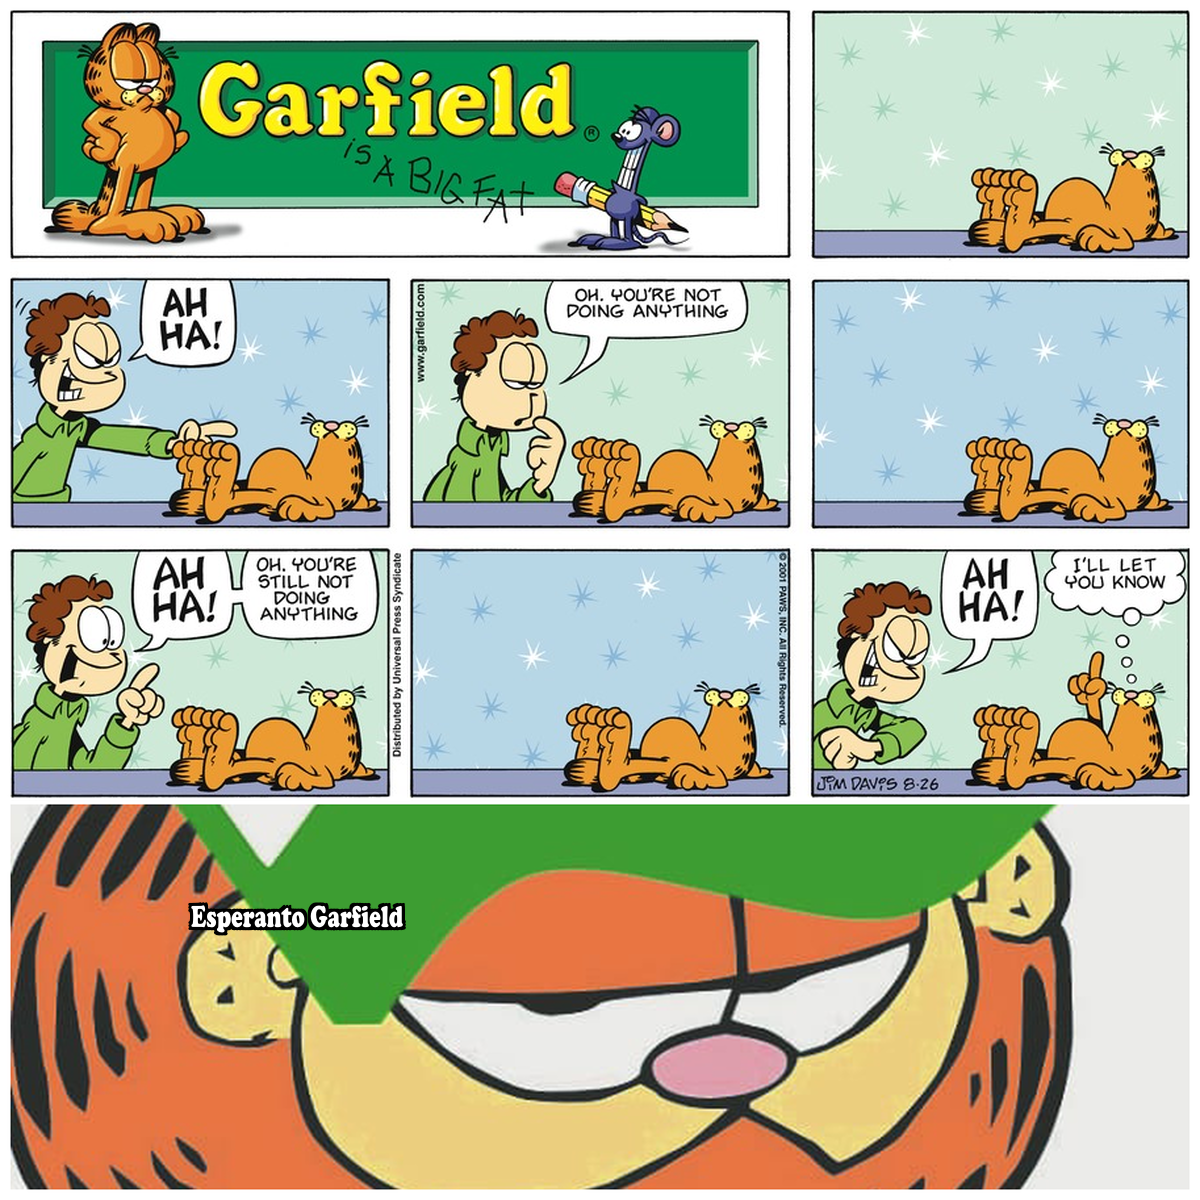 Garfield®
is A BIG FAT
AH
HA!
www.garfield.com
OH. YOU'RE NOT
DOING ANYTHING
AH
HA!
OH. YOU'RE
STILL NOT
DOING
ANYTHING
Distributed by Universal Press Syndicate
© 2001 PAWS, INC. All Rights Reserved.
AH
HA!
I'LL LET
YOU KNOW
JIM DAVIS 8·26
Esperanto Garfield